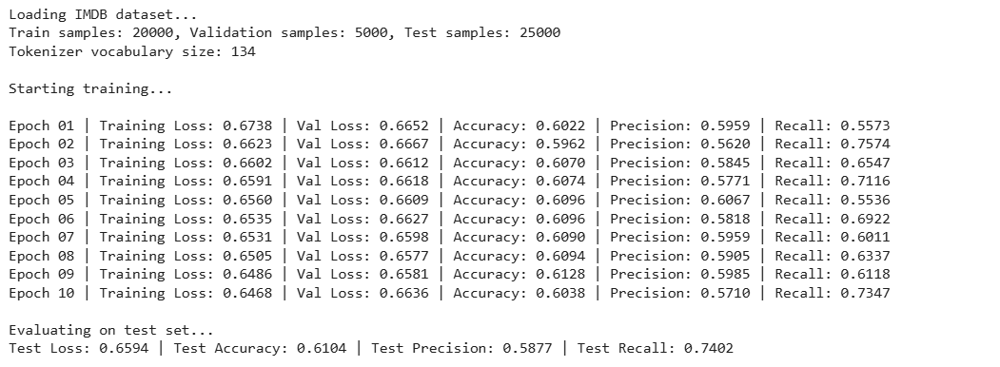 Loading IMDB dataset...
Train samples: 20000, Validation samples: 5000, Test samples: 25000
Tokenizer vocabulary size: 134
Starting training...
Epoch 01 | Training Loss: 0.6738 | Val Loss: 0.6652 | Accuracy: 0.6022 | Precision: 0.5959 | Recall: 0.5573
Epoch 02 | Training Loss: 0.6623 | Val Loss: 0.6667 | Accuracy: 0.5962 | Precision: 0.5620 | Recall: 0.7574
Epoch 03 | Training Loss: 0.6602 | Val Loss: 0.6612 | Accuracy: 0.6070 | Precision: 0.5845 | Recall: 0.6547
Epoch 04 | Training Loss: 0.6591 | Val Loss: 0.6618 | Accuracy: 0.6074 | Precision: 0.5771 | Recall: 0.7116
Epoch 05 | Training Loss: 0.6560 | Val Loss: 0.6609 | Accuracy: 0.6096 | Precision: 0.6067 | Recall: 0.5536
Epoch 06 | Training Loss: 0.6535 | Val Loss: 0.6627 | Accuracy: 0.6096 | Precision: 0.5818 | Recall: 0.6922
Epoch 07 | Training Loss: 0.6531 | Val Loss: 0.6598 | Accuracy: 0.6090 | Precision: 0.5959 | Recall: 0.6011
Epoch 08 | Training Loss: 0.6505 | Val Loss: 0.6577 | Accuracy: 0.6094 | Precision: 0.5905 | Recall: 0.6337
Epoch 09 | Training Loss: 0.6486 | Val Loss: 0.6581 | Accuracy: 0.6128 | Precision: 0.5985 | Recall: 0.6118
Epoch 10 | Training Loss: 0.6468 | Val Loss: 0.6636 | Accuracy: 0.6038 | Precision: 0.5710 | Recall: 0.7347
Evaluating on test set...
Test Loss: 0.6594 | Test Accuracy: 0.6104 | Test Precision: 0.5877 | Test Recall: 0.7402